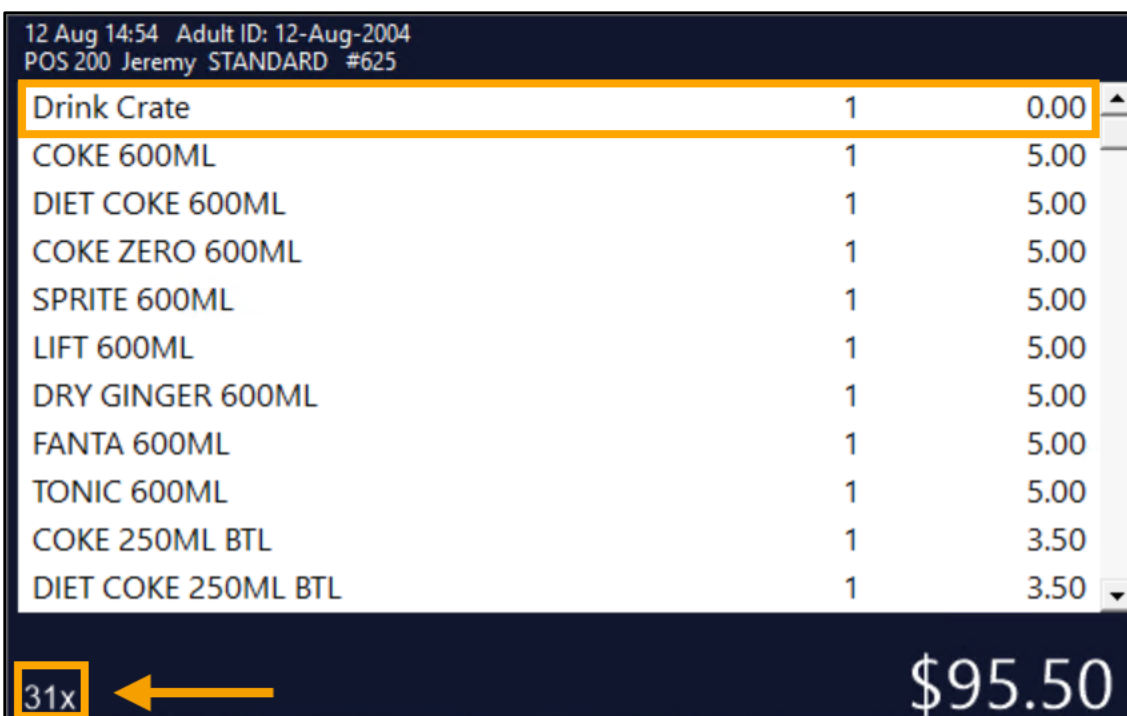 12 Aug 14:54 Adult ID: 12-Aug-2004
POS 200 Jeremy STANDARD #625
Drink Crate 1 0.00
COKE 600ML 1 5.00
DIET COKE 600ML 1 5.00
COKE ZERO 600ML 1 5.00
SPRITE 600ML 1 5.00
LIFT 600ML 1 5.00
DRY GINGER 600ML 1 5.00
FANTA 600ML 1 5.00
TONIC 600ML 1 5.00
COKE 250ML BTL 1 3.50
DIET COKE 250ML BTL 1 3.50
31x $95.50